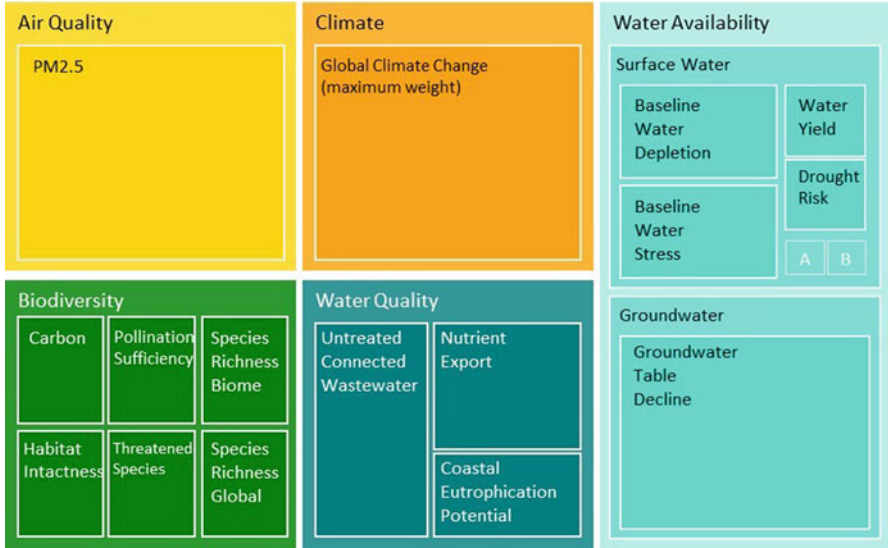 Air Quality
PM2.5
Climate
Global Climate Change
(maximum weight)
Water Availability
Surface Water
Baseline
Water
Depletion
Water
Yield
Baseline
Water
Stress
Drought
Risk
A
B
Groundwater
Groundwater
Table
Decline
Biodiversity
Carbon
Pollination
Sufficiency
Species
Richness
Biome
Habitat
Intactness
Threatened
Species
Species
Richness
Global
Water Quality
Untreated
Connected
Wastewater
Nutrient
Export
Coastal
Eutrophication
Potential